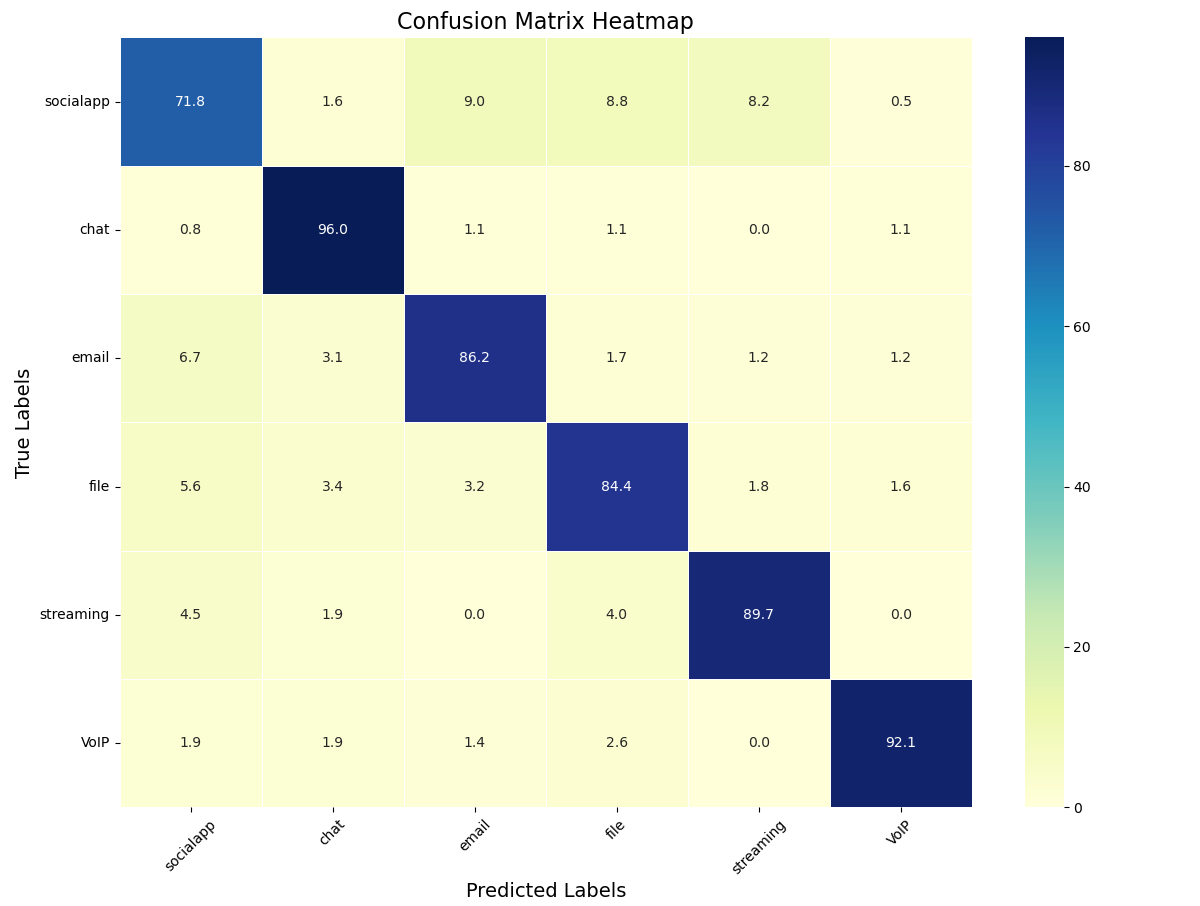 Confusion Matrix Heatmap
True Labels
socialapp 71.8 1.6 9.0 8.8 8.2 0.5
chat 0.8 96.0 1.1 1.1 0.0 1.1
email 6.7 3.1 86.2 1.7 1.2 1.2
file 5.6 3.4 3.2 84.4 1.8 1.6
streaming 4.5 1.9 0.0 4.0 89.7 0.0
VoIP 1.9 1.9 1.4 2.6 0.0 92.1
socialapp chat email file streaming VoIP
Predicted Labels
80
60
40
20
0